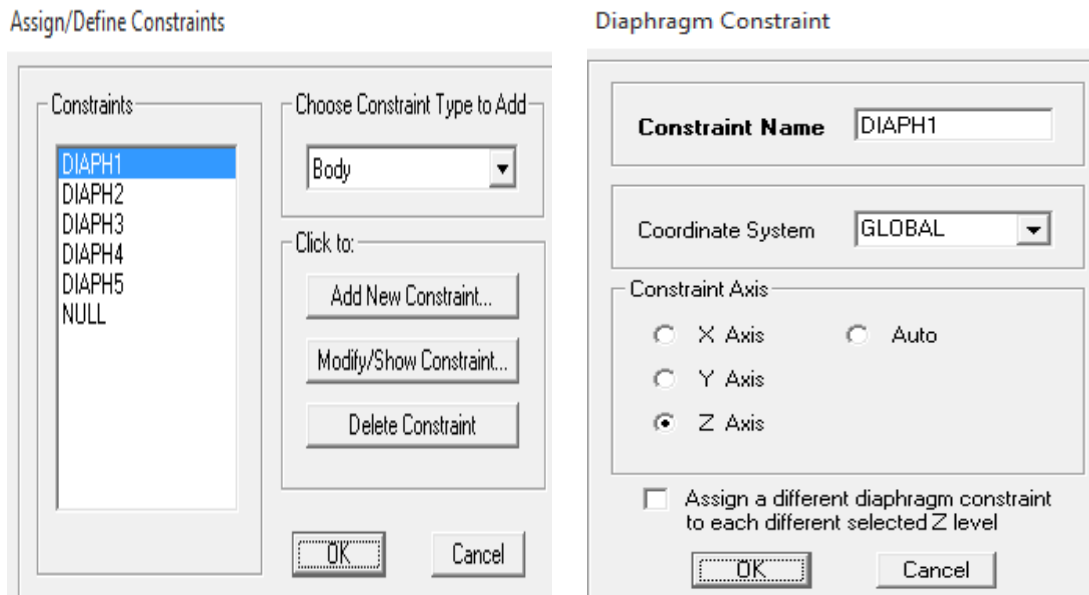 Assign/Define Constraints
Constraints
DIAPH1
DIAPH2
DIAPH3
DIAPH4
DIAPH5
NULL
Choose Constraint Type to Add
Body
Click to:
Add New Constraint...
Modify/Show Constraint...
Delete Constraint
OK
Cancel
Diaphragm Constraint
Constraint Name
DIAPH1
Coordinate System
GLOBAL
Constraint Axis
X Axis
Auto
Y Axis
Z Axis
Assign a different diaphragm constraint
to each different selected Z level
OK
Cancel